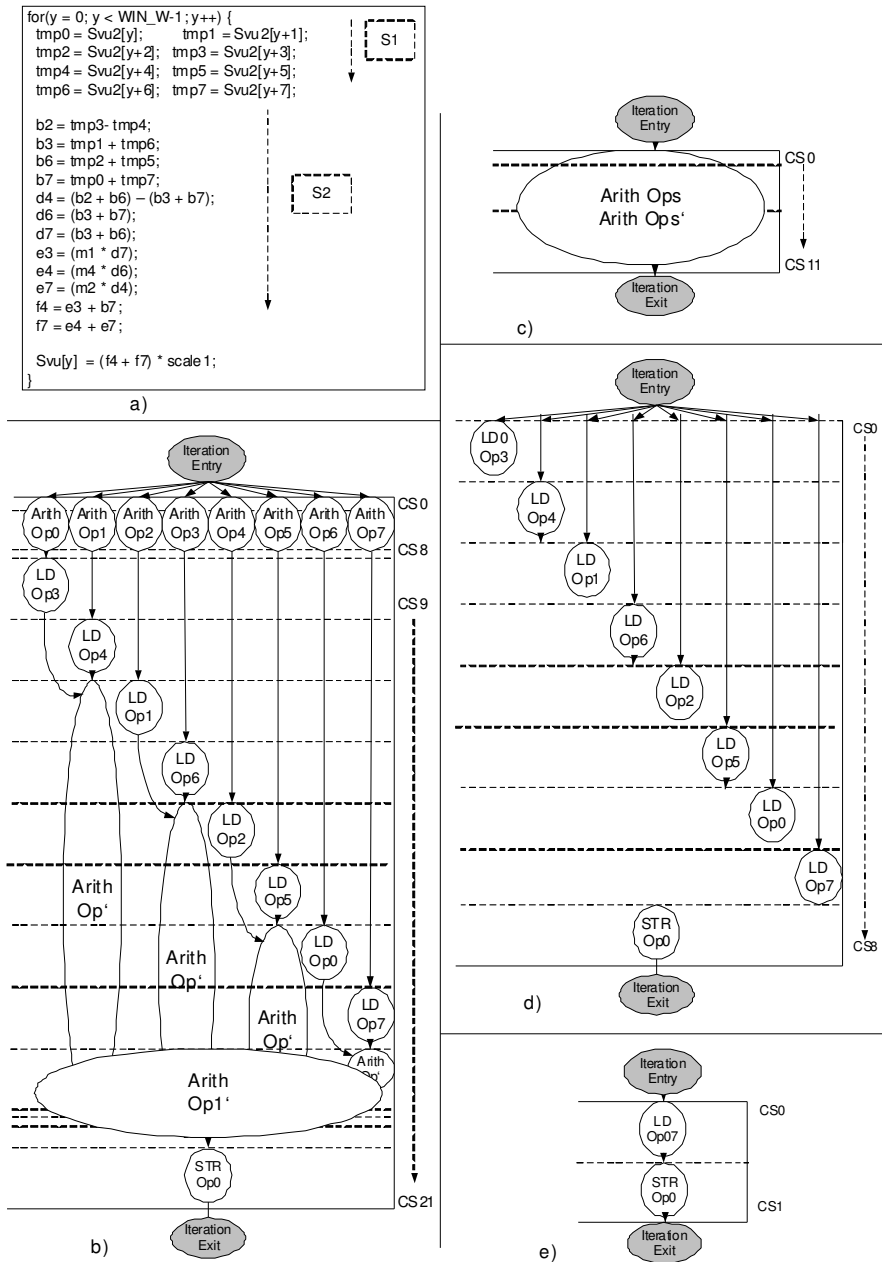 for(y = 0; y < WIN_W-1; y++) {
tmp0 = Svu2[y]; tmp1 = Svu2[y+1];
tmp2 = Svu2[y+2]; tmp3 = Svu2[y+3];
tmp4 = Svu2[y+4]; tmp5 = Svu2[y+5];
tmp6 = Svu2[y+6]; tmp7 = Svu2[y+7];
S1
b2 = tmp3- tmp4;
b3 = tmp1 + tmp6;
b6 = tmp2 + tmp5;
b7 = tmp0 + tmp7;
d4 = (b2 + b6) – (b3 + b7);
d6 = (b3 + b7);
d7 = (b3 + b6);
e3 = (m1 * d7);
e4 = (m4 * d6);
e7 = (m2 * d4);
f4 = e3 + b7;
f7 = e4 + e7;
S2
Svu[y] = (f4 + f7) * scale1;
}
a)
Iteration
Entry
CS0
Arith
Op0
Arith
Op1
Arith
Op2
Arith
Op3
Arith
Op4
Arith
Op5
Arith
Op6
Arith
Op7
CS8
LD
Op3
CS9
LD
Op4
LD
Op1
LD
Op6
LD
Op2
LD
Op5
LD
Op0
LD
Op7
Arith
Op‘
Arith
Op‘
Arith
Op‘
Arith
Op‘
Arith
Op1‘
STR
Op0
CS21
Iteration
Exit
b)
Iteration
Entry
CS0
Arith Ops
Arith Ops‘
CS11
Iteration
Exit
c)
Iteration
Entry
CS0
LD0
Op3
LD
Op4
LD
Op1
LD
Op6
LD
Op2
LD
Op5
LD
Op0
LD
Op7
STR
Op0
CS8
Iteration
Exit
d)
Iteration
Entry
CS0
LD
Op07
STR
Op0
CS1
Iteration
Exit
e)